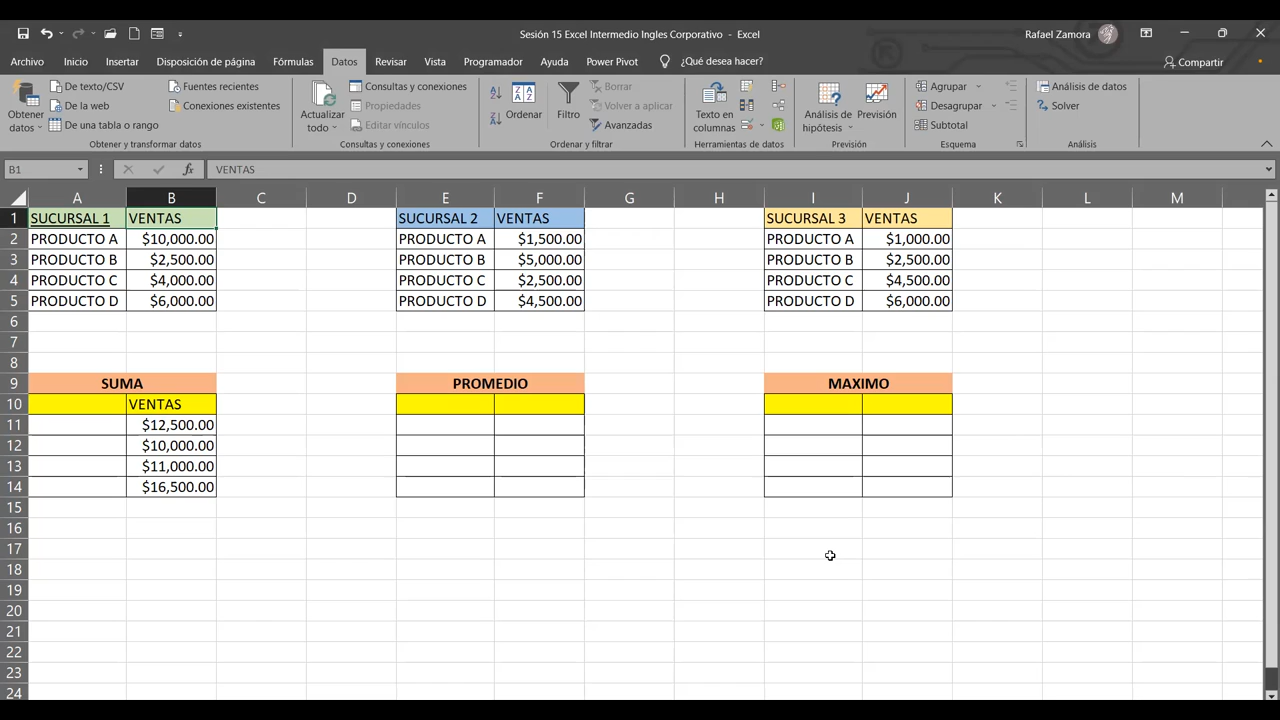 Sesión 15 Excel Intermedio Ingles Corporativo - Excel
Rafael Zamora
Archivo Inicio Insertar Disposición de página Fórmulas Datos Revisar Vista Programador Ayuda Power Pivot ¿Qué desea hacer? Compartir
Obtener datos
De texto/CSV
De la web
De una tabla o rango
Fuentes recientes
Conexiones existentes
Obtener y transformar datos
Actualizar todo
Consultas y conexiones
Propiedades
Editar vínculos
Consultas y conexiones
Ordenar
Filtro
Borrar
Volver a aplicar
Avanzadas
Ordenar y filtrar
Texto en columnas
Herramientas de datos
Análisis de hipótesis
Previsión
Previsión
Agrupar
Desagrupar
Subtotal
Esquema
Análisis de datos
Solver
Análisis
B1 fx VENTAS
A B C D E F G H I J K L M
1 SUCURSAL 1 VENTAS SUCURSAL 2 VENTAS SUCURSAL 3 VENTAS
2 PRODUCTO A $10,000.00 PRODUCTO A $1,500.00 PRODUCTO A $1,000.00
3 PRODUCTO B $2,500.00 PRODUCTO B $5,000.00 PRODUCTO B $2,500.00
4 PRODUCTO C $4,000.00 PRODUCTO C $2,500.00 PRODUCTO C $4,500.00
5 PRODUCTO D $6,000.00 PRODUCTO D $4,500.00 PRODUCTO D $6,000.00
6
7
8
9 SUMA PROMEDIO MAXIMO
10 VENTAS
11 $12,500.00
12 $10,000.00
13 $11,000.00
14 $16,500.00
15
16
17
18
19
20
21
22
23
24